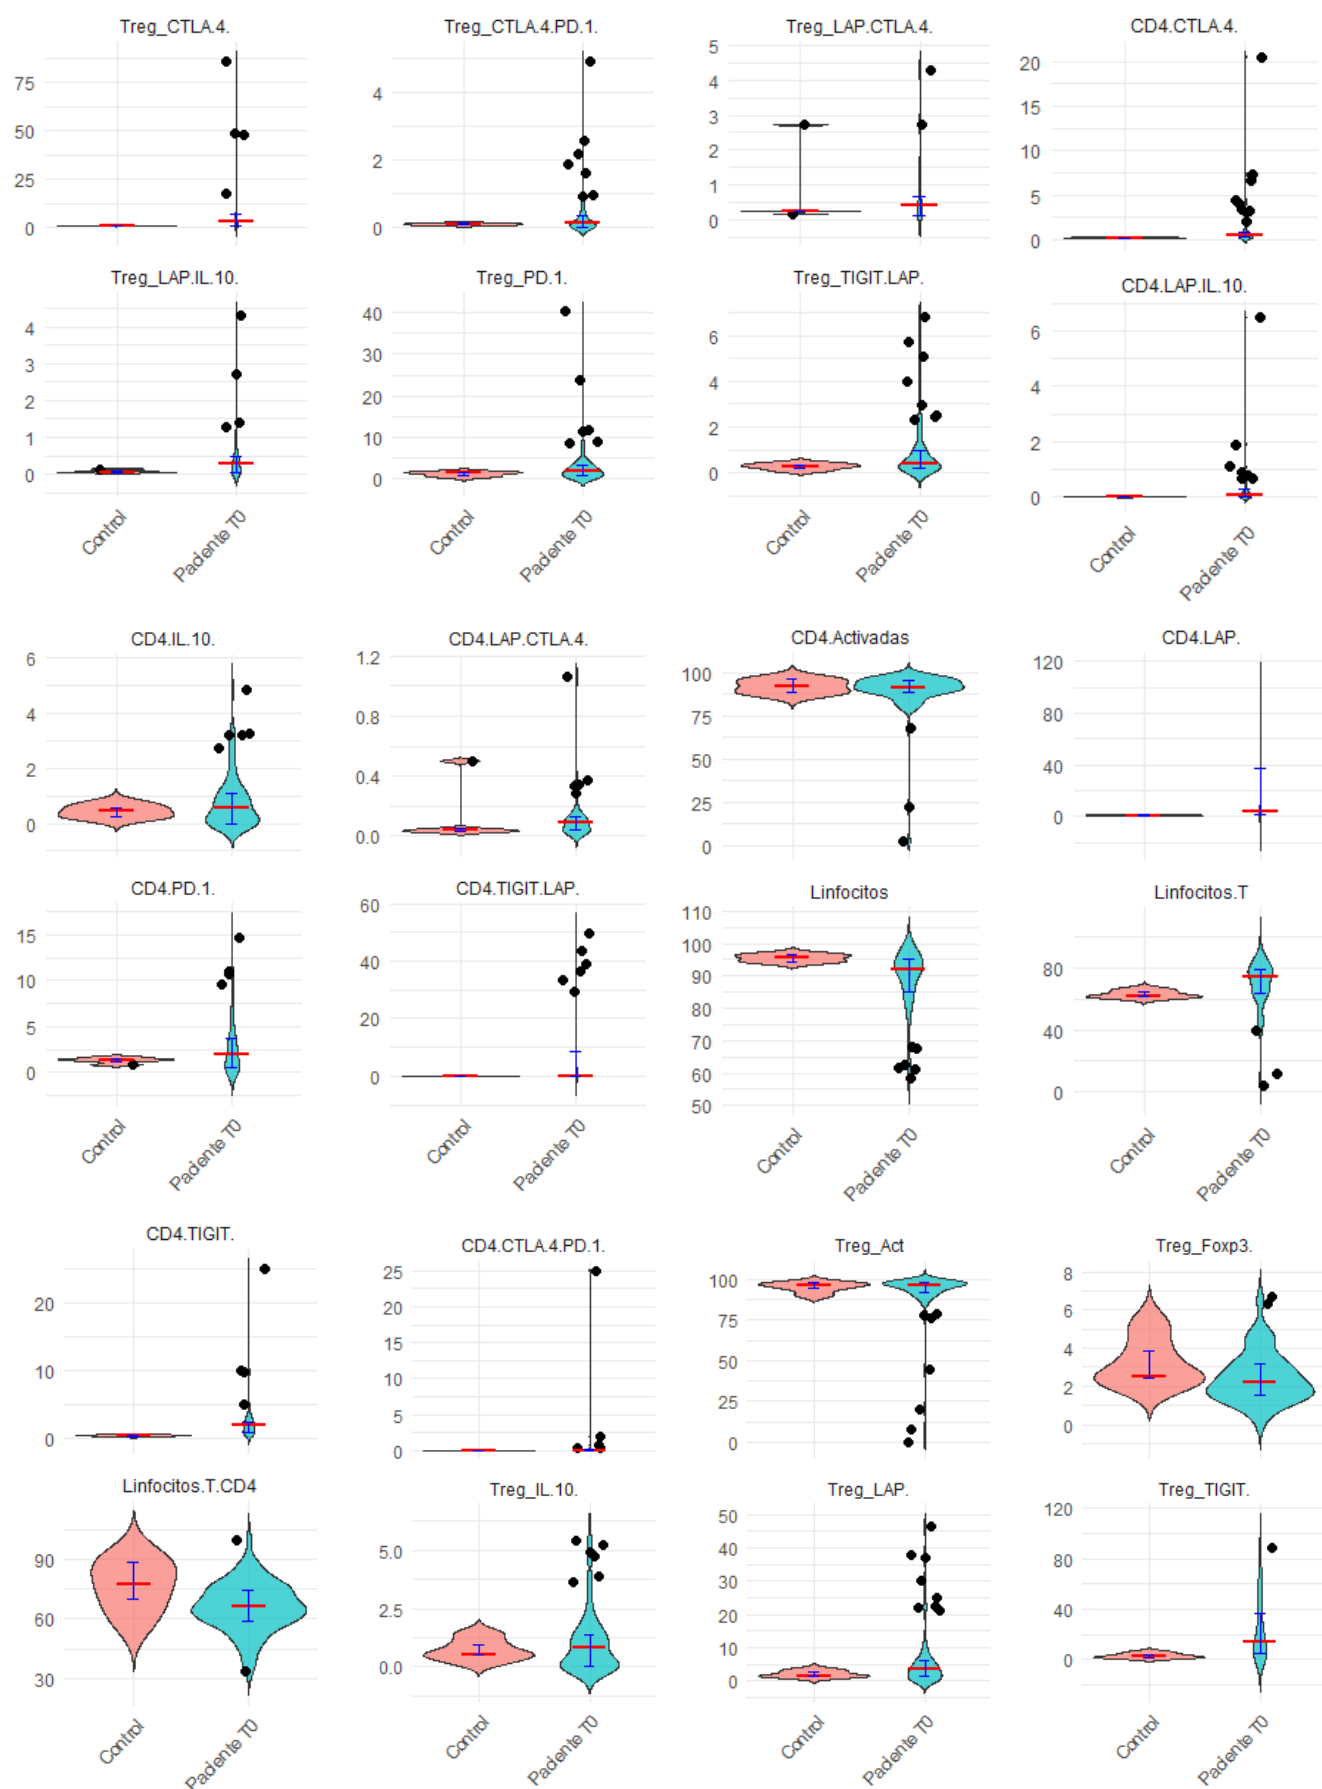 Treg_CTLA.4. Treg_CTLA.4.PD.1. Treg_LAP.CTLA.4. CD4.CTLA.4.
75 50 25 0
4 2 0
5 4 3 2 1 0
20 15 10 5 0
Treg_LAP.IL.10. Treg_PD.1. Treg_TIGIT.LAP. CD4.LAP.IL.10.
4 3 2 1 0
40 30 20 10 0
6 4 2 0
6 4 2 0
Control Paciente T0 Control Paciente T0 Control Paciente T0 Control Paciente T0
CD4.IL.10. CD4.LAP.CTLA.4. CD4.Activadas CD4.LAP.
6 4 2 0
1.2 0.8 0.4 0.0
100 75 50 25 0
120 80 40 0
CD4.PD.1. CD4.TIGIT.LAP. Linfocitos Linfocitos.T
15 10 5 0
60 40 20 0
110 100 90 80 70 60 50
80 40 0
Control Paciente T0 Control Paciente T0 Control Paciente T0 Control Paciente T0
CD4.TIGIT. CD4.CTLA.4.PD.1. Treg_Act Treg_Foxp3.
20 10 0
25 20 15 10 5 0
100 75 50 25 0
8 6 4 2 0
Linfocitos.T.CD4 Treg_IL.10. Treg_LAP. Treg_TIGIT.
90 60 30
5.0 2.5 0.0
50 40 30 20 10 0
120 80 40 0
Control Paciente T0 Control Paciente T0 Control Paciente T0 Control Paciente T0